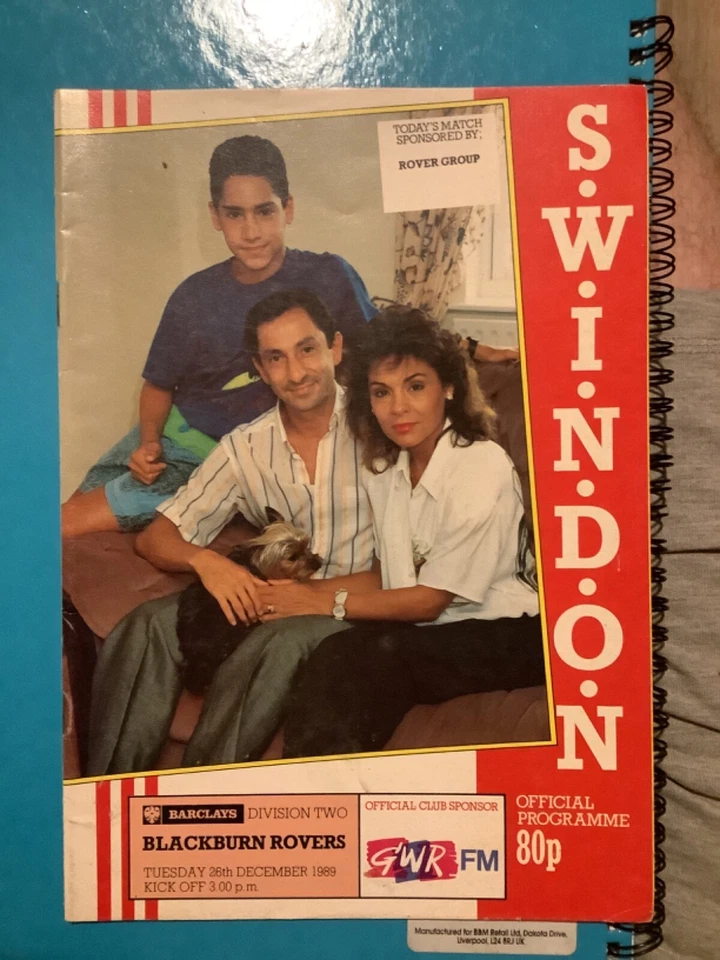 TODAY'S MATCH
SPONSORED BY;
ROVER GROUP
S.W.I.N.D.O.N
BARCLAYS DIVISION TWO
BLACKBURN ROVERS
TUESDAY 26th DECEMBER 1989
KICK OFF 3.00 p.m.
OFFICIAL CLUB SPONSOR
GWR FM
OFFICIAL
PROGRAMME
80p
Manufactured for B&M Retail Ltd, Dakota Drive,
Liverpool, L24 8RJ UK